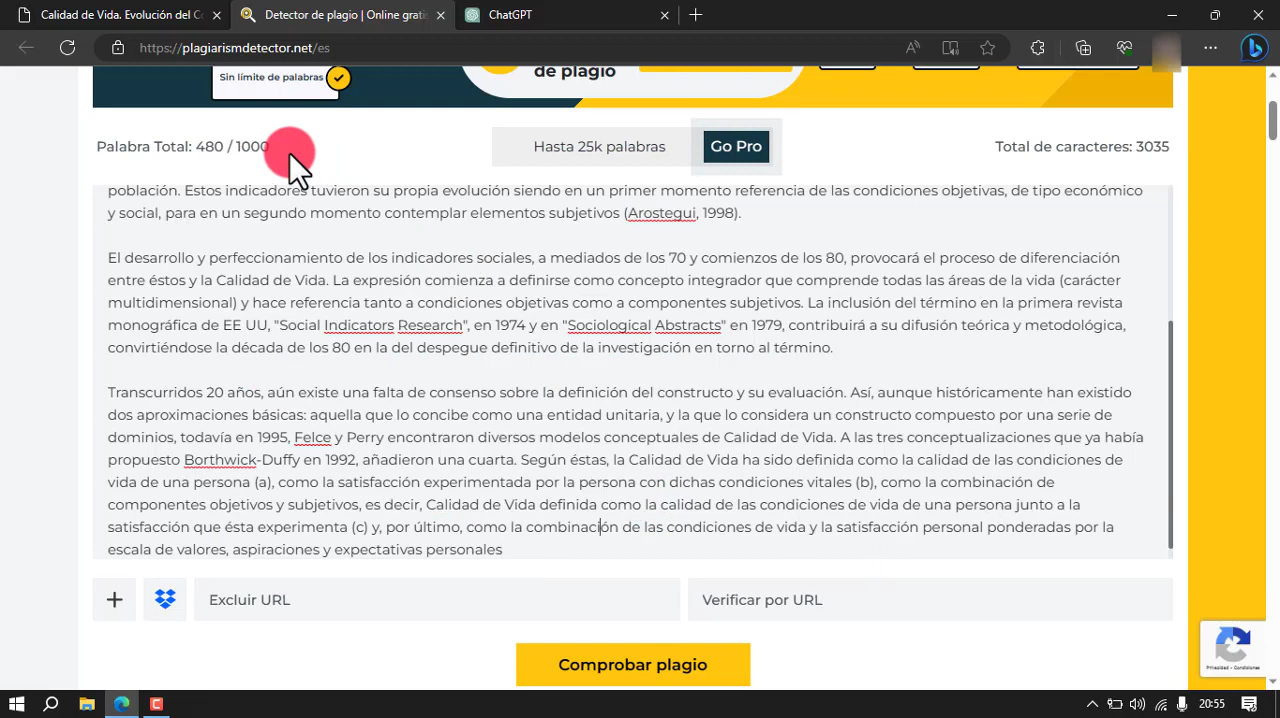 Calidad de Vida. Evolución del Co
Detector de plagio | Online gratis
ChatGPT
https://plagiarismdetector.net/es
Sin límite de palabras
de plagio
Palabra Total: 480 / 1000
Hasta 25k palabras
Go Pro
Total de caracteres: 3035
población. Estos indicadores tuvieron su propia evolución siendo en un primer momento referencia de las condiciones objetivas, de tipo económico
y social, para en un segundo momento contemplar elementos subjetivos (Arostegui, 1998).
El desarrollo y perfeccionamiento de los indicadores sociales, a mediados de los 70 y comienzos de los 80, provocará el proceso de diferenciación
entre éstos y la Calidad de Vida. La expresión comienza a definirse como concepto integrador que comprende todas las áreas de la vida (carácter
multidimensional) y hace referencia tanto a condiciones objetivas como a componentes subjetivos. La inclusión del término en la primera revista
monográfica de EE UU, "Social Indicators Research", en 1974 y en "Sociological Abstracts" en 1979, contribuirá a su difusión teórica y metodológica,
convirtiéndose la década de los 80 en la del despegue definitivo de la investigación en torno al término.
Transcurridos 20 años, aún existe una falta de consenso sobre la definición del constructo y su evaluación. Así, aunque históricamente han existido
dos aproximaciones básicas: aquella que lo concibe como una entidad unitaria, y la que lo considera un constructo compuesto por una serie de
dominios, todavía en 1995, Felce y Perry encontraron diversos modelos conceptuales de Calidad de Vida. A las tres conceptualizaciones que ya había
propuesto Borthwick-Duffy en 1992, añadieron una cuarta. Según éstas, la Calidad de Vida ha sido definida como la calidad de las condiciones de
vida de una persona (a), como la satisfacción experimentada por la persona con dichas condiciones vitales (b), como la combinación de
componentes objetivos y subjetivos, es decir, Calidad de Vida definida como la calidad de las condiciones de vida de una persona junto a la
satisfacción que ésta experimenta (c) y, por último, como la combinación de las condiciones de vida y la satisfacción personal ponderadas por la
escala de valores, aspiraciones y expectativas personales
Excluir URL
Verificar por URL
Comprobar plagio
Privacidad - Condiciones
20:55